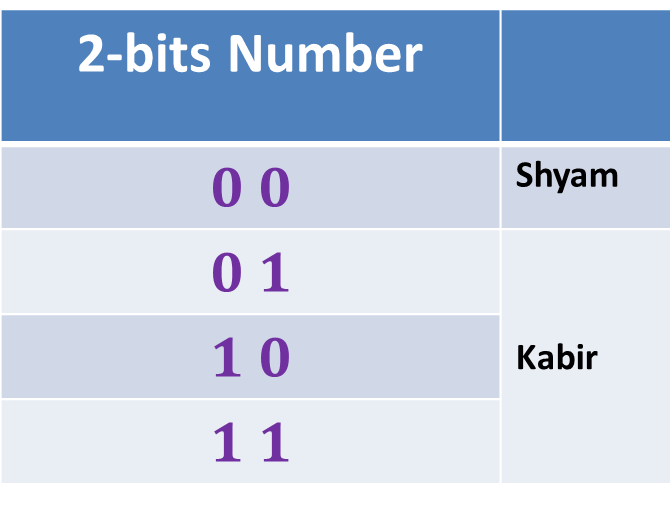 2-bits Number
0 0
Shyam
0 1
1 0
Kabir
1 1